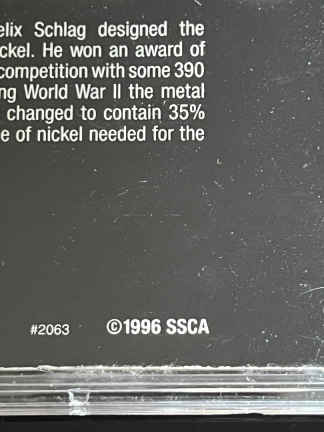 elix Schlag designed the
ckel. He won an award of
competition with some 390
ng World War II the metal
changed to contain 35%
e of nickel needed for the
#2063 ©1996 SSCA